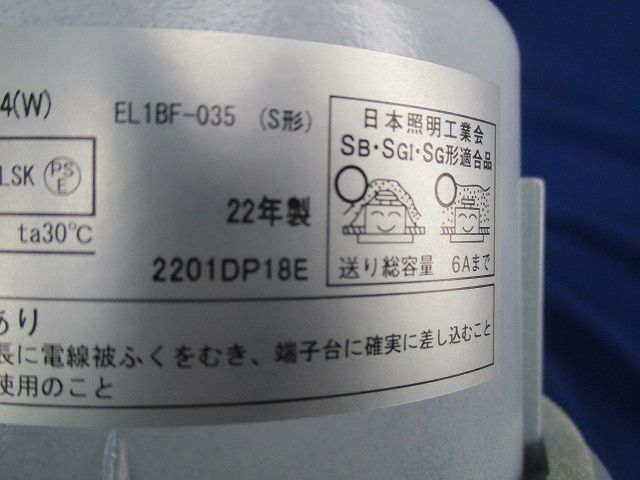 4(W)
EL1BF-035 (S形)
日本照明工業会
SB・SGI・SG形適合品
LSK
PS
E
ta30℃
22年製
2201DP18E
送り総容量 6Aまで
あり
長に電線被ふくをむき、端子台に確実に差し込むこと
使用のこと